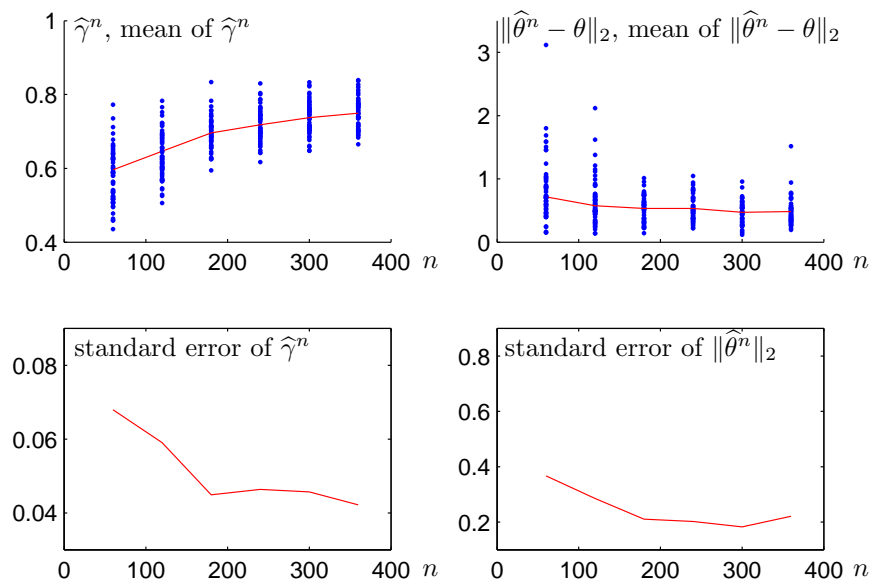 γ̂ⁿ, mean of γ̂ⁿ
1
0.8
0.6
0.4
0 100 200 300 400 n
‖θ̂ⁿ − θ‖₂, mean of ‖θ̂ⁿ − θ‖₂
3
2
1
0
0 100 200 300 400 n
standard error of γ̂ⁿ
0.08
0.06
0.04
0 100 200 300 400 n
standard error of ‖θ̂ⁿ‖₂
0.8
0.6
0.4
0.2
0 100 200 300 400 n